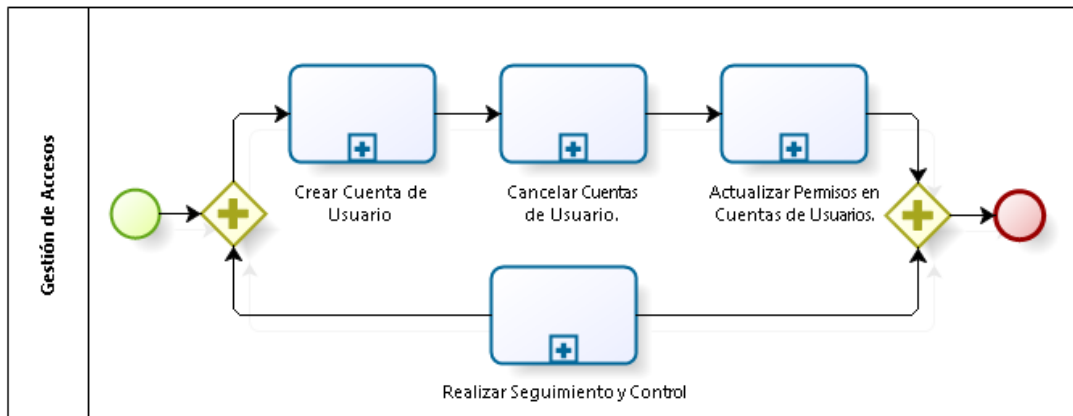 Gestión de Accesos
Crear Cuenta de
Usuario
Cancelar Cuentas
de Usuario.
Actualizar Permisos en
Cuentas de Usuarios.
Realizar Seguimiento y Control